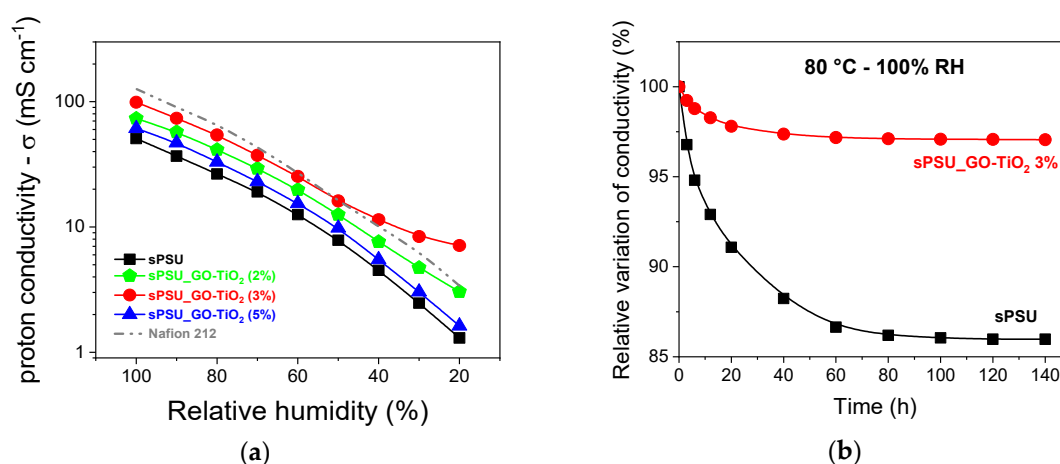 proton conductivity - σ (mS cm⁻¹)
100
10
1
sPSU
sPSU_GO-TiO₂ (2%)
sPSU_GO-TiO₂ (3%)
sPSU_GO-TiO₂ (5%)
Nafion 212
100 80 60 40 20
Relative humidity (%)
(a)
Relative variation of conductivity (%)
80 °C - 100% RH
100
95
90
85
sPSU_GO-TiO₂ 3%
sPSU
0 20 40 60 80 100 120 140
Time (h)
(b)